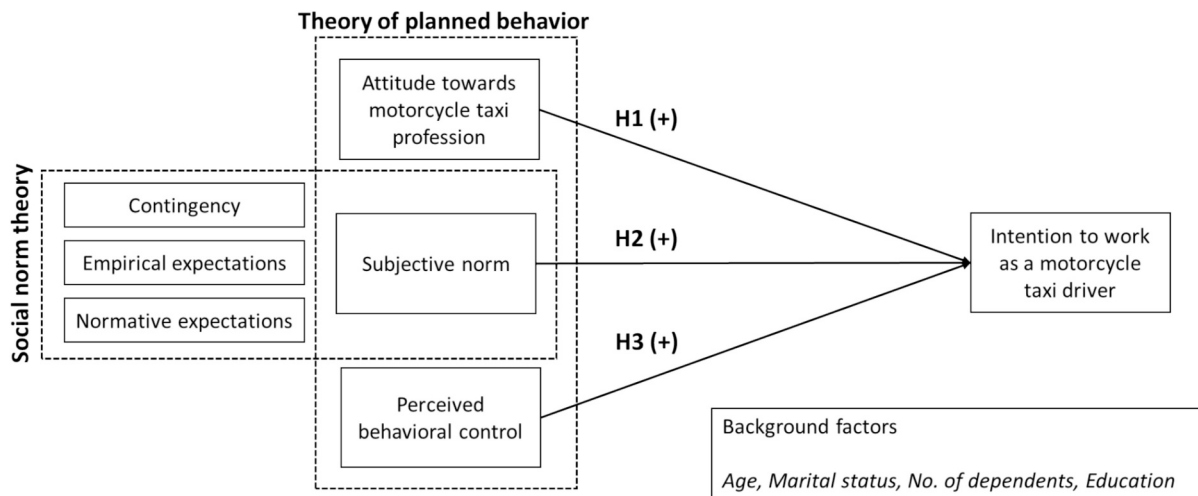 Theory of planned behavior
Attitude towards
motorcycle taxi
profession
H1 (+)
Social norm theory
Contingency
Empirical expectations
Normative expectations
Subjective norm
H2 (+)
Intention to work
as a motorcycle
taxi driver
H3 (+)
Perceived
behavioral control
Background factors
Age, Marital status, No. of dependents, Education